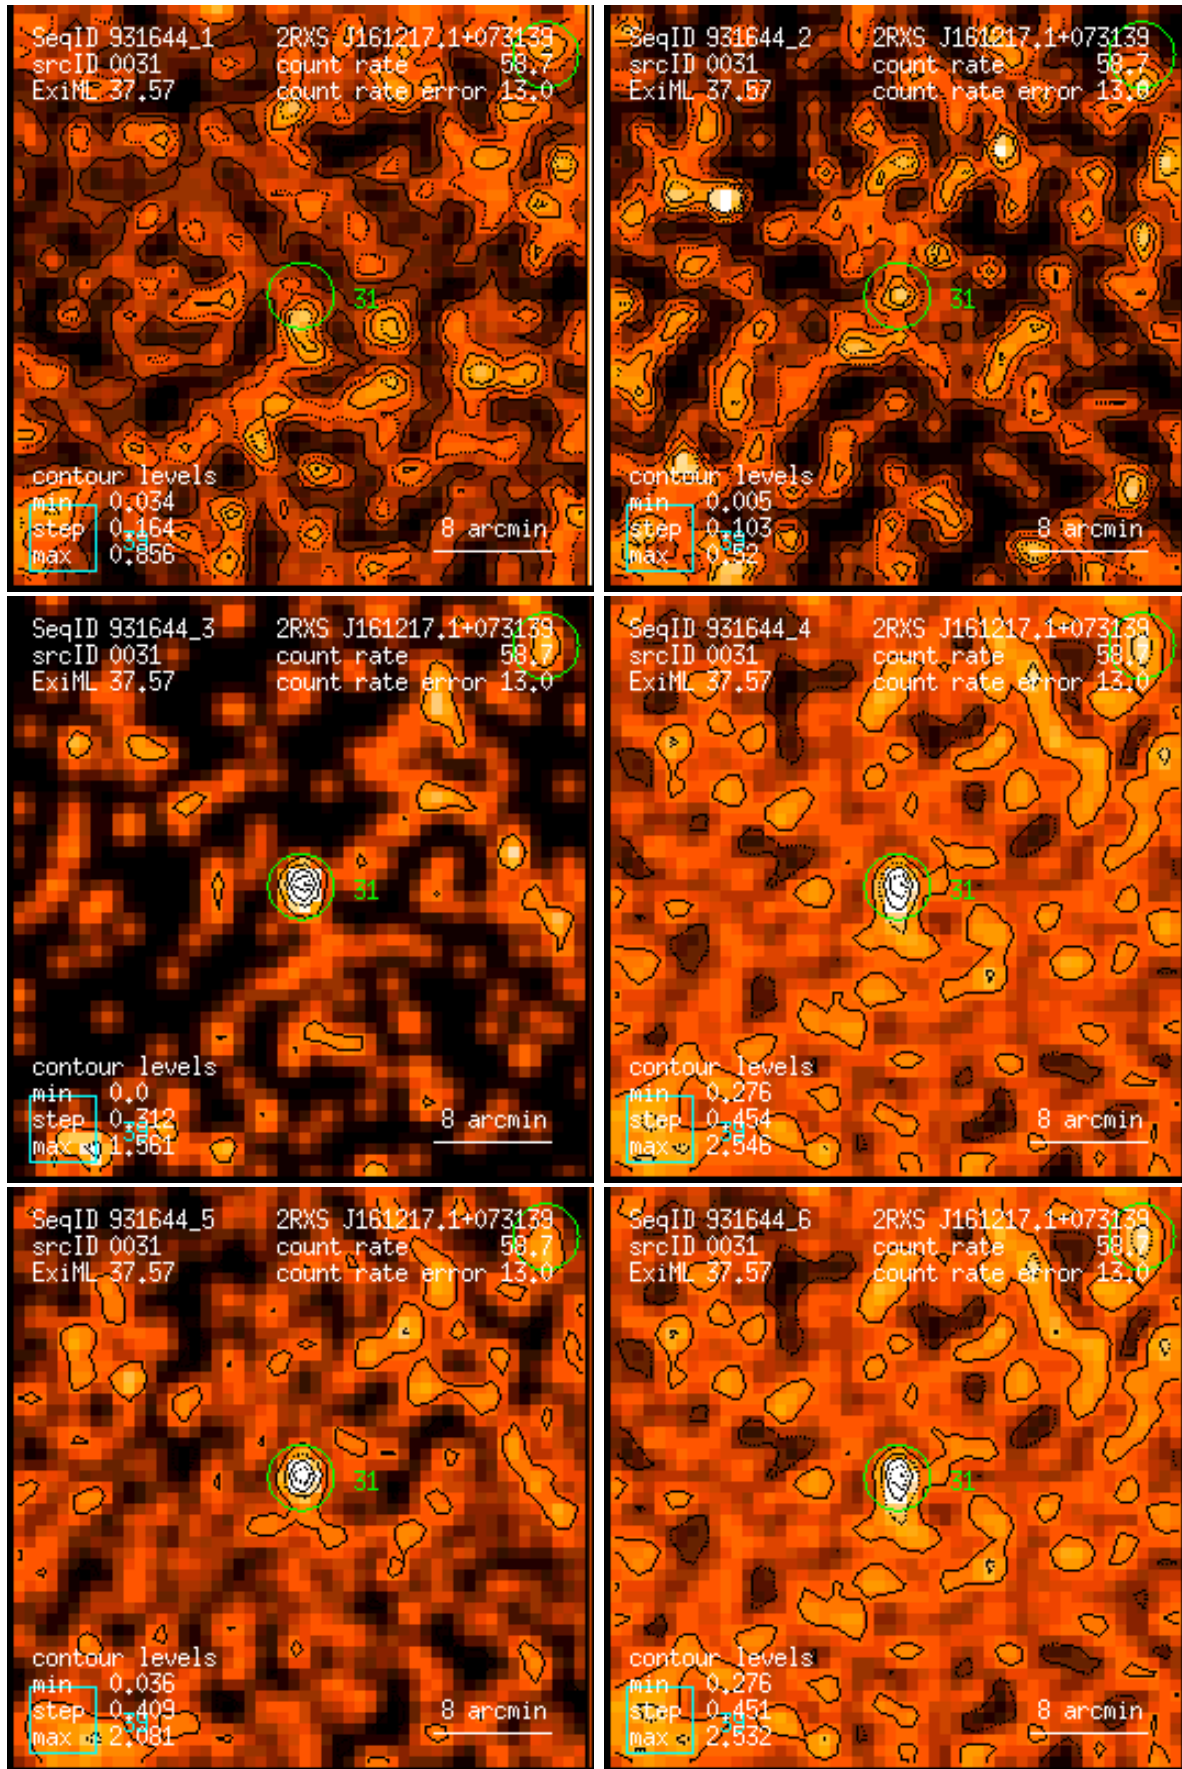 SeqID 931644_1 2RXS J161217.1+073139
srcID 0031 count rate 58.7
ExiML 37.57 count rate error 13.0
31
contour levels
min 0.034
step 0.164
39
max 0.856
8 arcmin
SeqID 931644_2 2RXS J161217.1+073139
srcID 0031 count rate 58.7
ExiML 37.57 count rate error 13.0
31
contour levels
min 0.005
step 0.103
39
max 0.52
8 arcmin
SeqID 931644_3 2RXS J161217.1+073139
srcID 0031 count rate 58.7
ExiML 37.57 count rate error 13.0
31
contour levels
min 0.0
step 0.312
39
max 1.561
8 arcmin
SeqID 931644_4 2RXS J161217.1+073139
srcID 0031 count rate 58.7
ExiML 37.57 count rate error 13.0
31
contour levels
min 0.276
step 0.454
39
max 2.546
8 arcmin
SeqID 931644_5 2RXS J161217.1+073139
srcID 0031 count rate 58.7
ExiML 37.57 count rate error 13.0
31
contour levels
min 0.036
step 0.409
39
max 2.081
8 arcmin
SeqID 931644_6 2RXS J161217.1+073139
srcID 0031 count rate 58.7
ExiML 37.57 count rate error 13.0
31
contour levels
min 0.276
step 0.451
39
max 2.532
8 arcmin